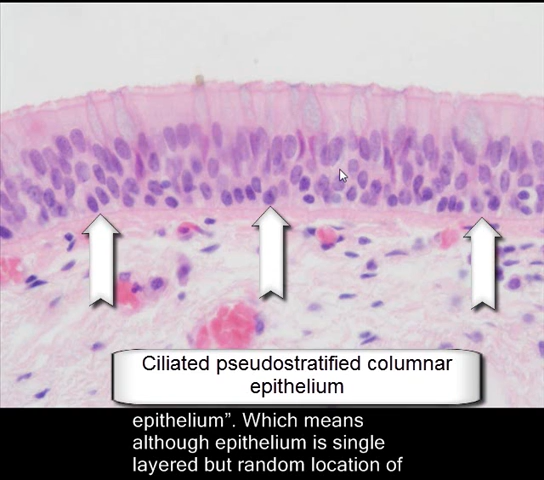 Ciliated pseudostratified columnar
epithelium
epithelium”. Which means
although epithelium is single
layered but random location of